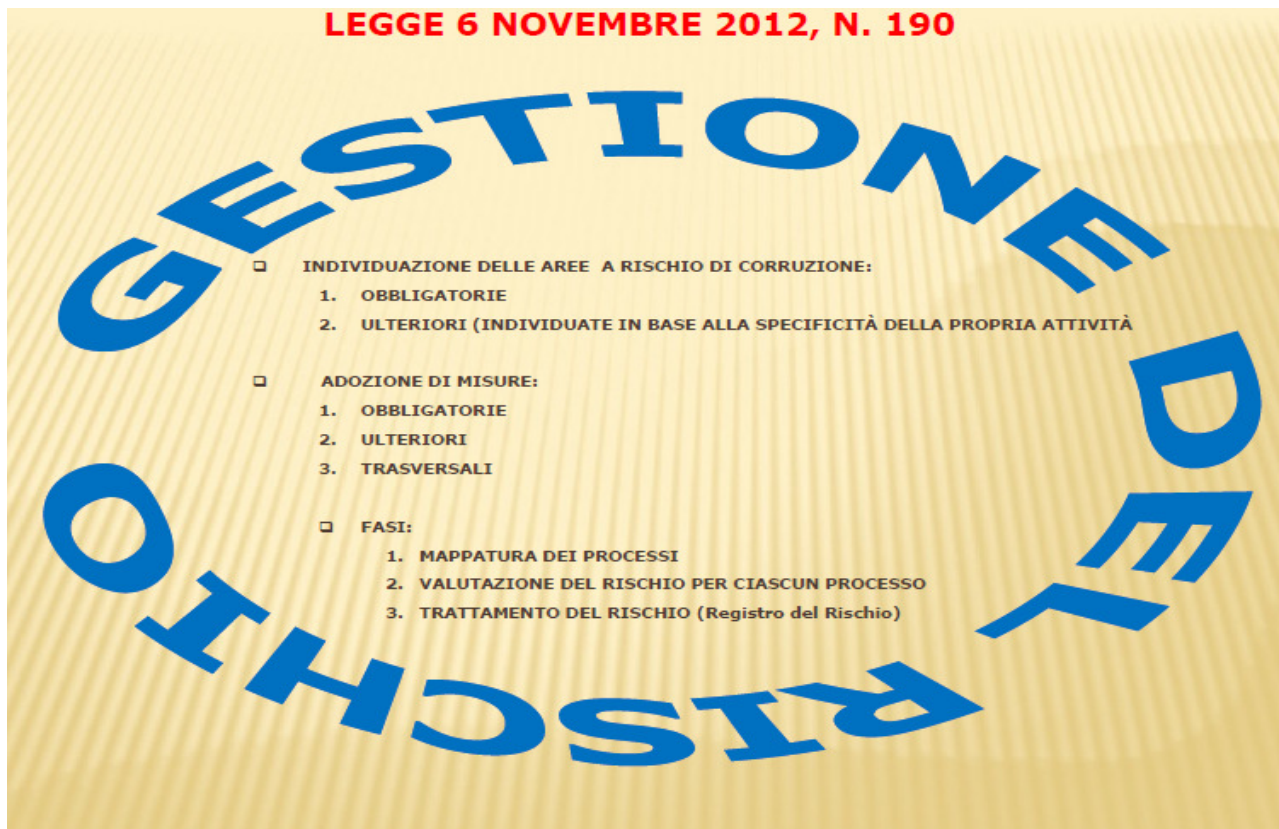 LEGGE 6 NOVEMBRE 2012, N. 190
GESTIONE DEL RISCHIO
❑ INDIVIDUAZIONE DELLE AREE A RISCHIO DI CORRUZIONE:
1. OBBLIGATORIE
2. ULTERIORI (INDIVIDUATE IN BASE ALLA SPECIFICITÀ DELLA PROPRIA ATTIVITÀ
❑ ADOZIONE DI MISURE:
1. OBBLIGATORIE
2. ULTERIORI
3. TRASVERSALI
❑ FASI:
1. MAPPATURA DEI PROCESSI
2. VALUTAZIONE DEL RISCHIO PER CIASCUN PROCESSO
3. TRATTAMENTO DEL RISCHIO (Registro del Rischio)